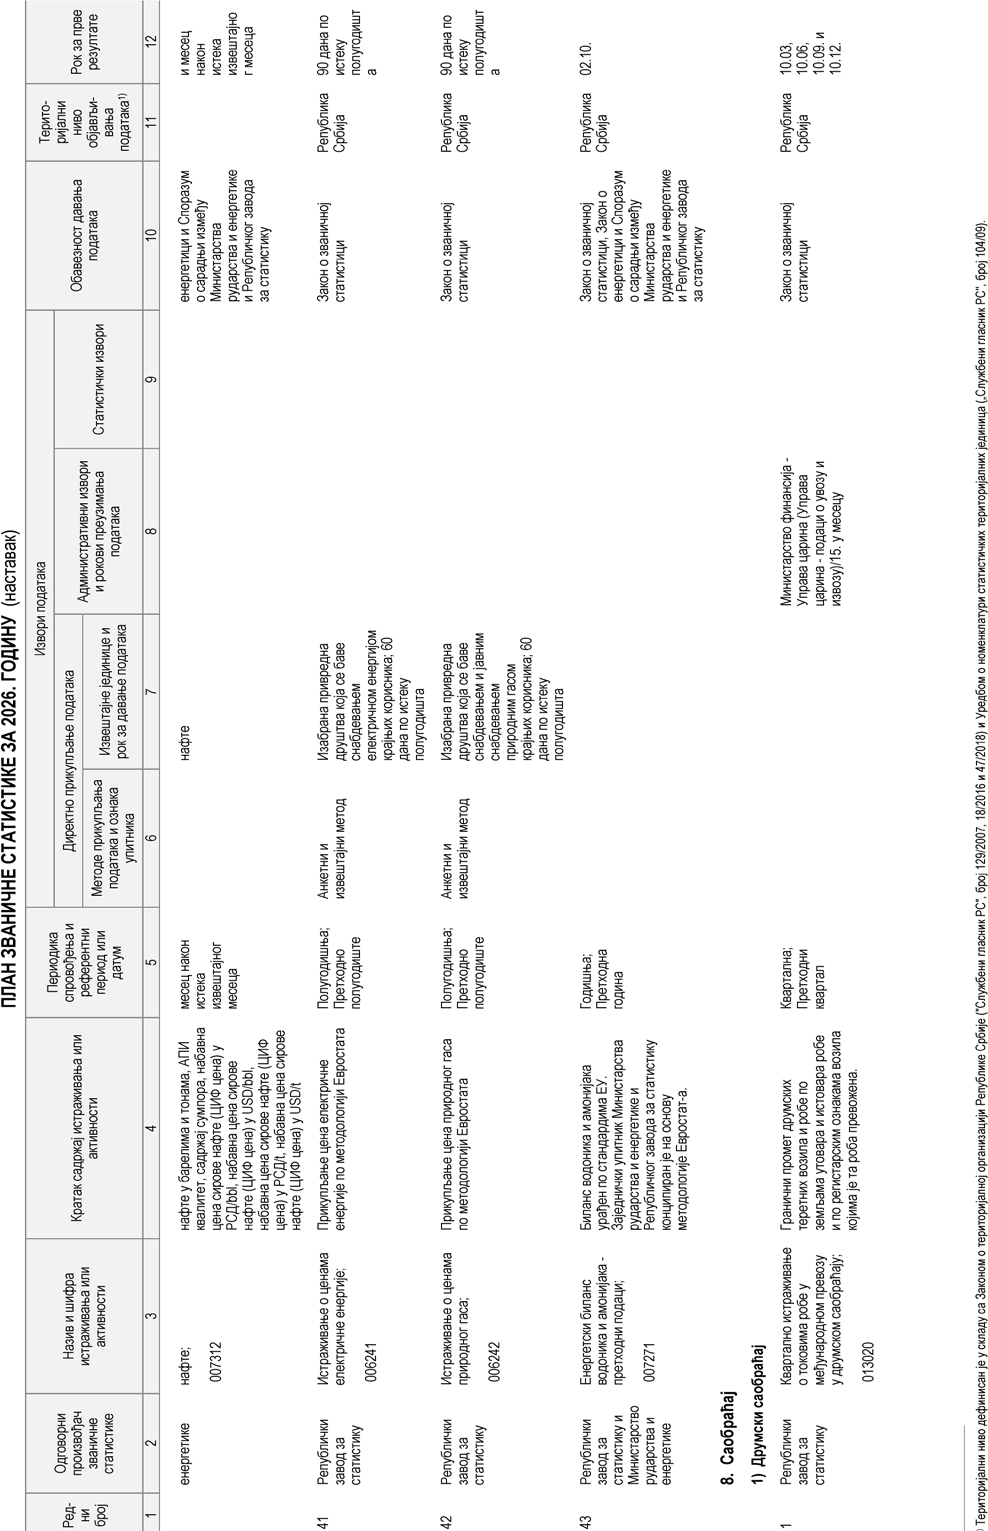 ПЛАН ЗВАНИЧНЕ СТАТИСТИКЕ ЗА 2026. ГОДИНУ (наставак)
Ред-
ни
број
Одговорни
произвођач
званичне
статистике
Назив и шифра
истраживања или
активности
Кратак садржај истраживања или
активности
Периодика
спровођења и
референтни
период или
датум
Извори података
Директно прикупљање података
Методе прикупљања
података и ознака
упитника
Извештајне јединице и
рок за давање података
Административни извори
и рокови преузимања
података
Статистички извори
Обавезност давања
података
Терито-
ријални
ниво
објављи-
вања
података1)
Рок за прве
резултате
1 2 3 4 5 6 7 8 9 10 11 12
енергетике
нафте;
007312
нафте у барелима и тонама, АПИ
квалитет, садржај сумпора, набавна
цена сирове нафте (ЦИФ цена) у
РСД/bbl, набавна цена сирове
нафте (ЦИФ цена) у USD/bbl,
набавна цена сирове нафте (ЦИФ
цена) у РСД/t, набавна цена сирове
нафте (ЦИФ цена) у USD/t
месец након
истека
извештајног
месеца
нафте
енергетици и Споразум
о сарадњи између
Министарства
рударства и енергетике
и Републичког завода
за статистику
и месец
након
истека
извештајно
г месеца
41
Републички
завод за
статистику
Истраживање о ценама
електричне енергије;
006241
Прикупљање цена електричне
енергије по методологији Евростата
Полугодишња;
Претходно
полугодиште
Анкетни и
извештајни метод
Изабрана привредна
друштва која се баве
снабдевањем
електричном енергијом
крајњих корисника; 60
дана по истеку
полугодишта
Закон о званичној
статистици
Република
Србија
90 дана по
истеку
полугодишт
а
42
Републички
завод за
статистику
Истраживање о ценама
природног гаса;
006242
Прикупљање цена природног гаса
по методологији Евростата
Полугодишња;
Претходно
полугодиште
Анкетни и
извештајни метод
Изабрана привредна
друштва која се баве
снабдевањем и јавним
снабдевањем
природним гасом
крајњих корисника; 60
дана по истеку
полугодишта
Закон о званичној
статистици
Република
Србија
90 дана по
истеку
полугодишт
а
43
Републички
завод за
статистику и
Министарство
рударства и
енергетике
Енергетски биланс
водоника и амонијака -
претходни подаци;
007271
Биланс водоника и амонијака
урађен по стандардима ЕУ.
Заједнички упитник Министарства
рударства и енергетике и
Републичког завода за статистику
конципиран је на основу
методологије Евростат-а.
Годишња;
Претходна
година
Закон о званичној
статистици, Закон о
енергетици и Споразум
о сарадњи између
Министарства
рударства и енергетике
и Републичког завода
за статистику
Република
Србија
02.10.
8. Саобраћај
1) Друмски саобраћај
1
Републички
завод за
статистику
Квартално истраживање
о токовима робе у
међународном превозу
у друмском саобраћају;
013020
Гранични промет друмских
теретних возила и робе по
земљама утовара и истовара робе
и по регистарским ознакама возила
којима је та роба превожена.
Квартална;
Претходни
квартал
Министарство финансија -
Управа царина (Управа
царина - подаци о увозу и
извозу)/15. у месецу
Закон о званичној
статистици
Република
Србија
10.03,
10.06,
10.09. и
10.12.
) Територијални ниво дефинисан је у складу са Законом о територијалној организацији Републике Србије ("Службени гласник РС", број 129/2007, 18/2016 и 47/2018) и Уредбом о номенклатури статистичких територијалних јединица („Службени гласник РС", број 104/09).